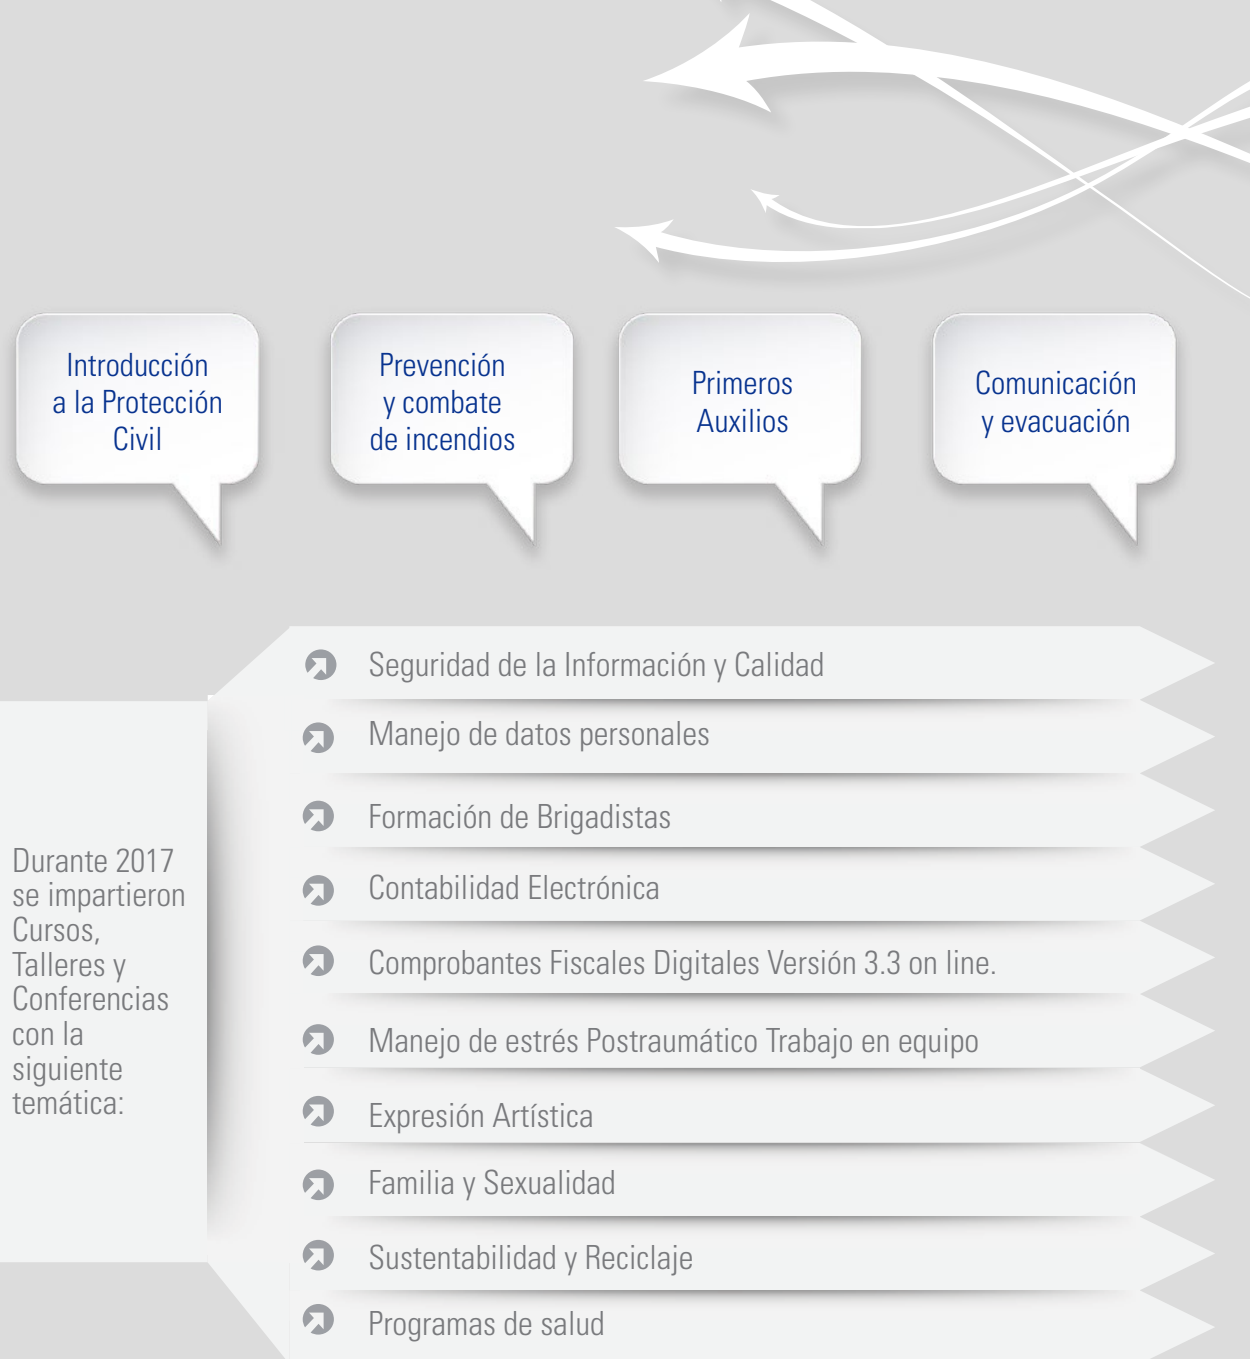 Introducción
a la Protección
Civil
Prevención
y combate
de incendios
Primeros
Auxilios
Comunicación
y evacuación
Durante 2017
se impartieron
Cursos,
Talleres y
Conferencias
con la
siguiente
temática:
Seguridad de la Información y Calidad
Manejo de datos personales
Formación de Brigadistas
Contabilidad Electrónica
Comprobantes Fiscales Digitales Versión 3.3 on line.
Manejo de estrés Postraumático Trabajo en equipo
Expresión Artística
Familia y Sexualidad
Sustentabilidad y Reciclaje
Programas de salud